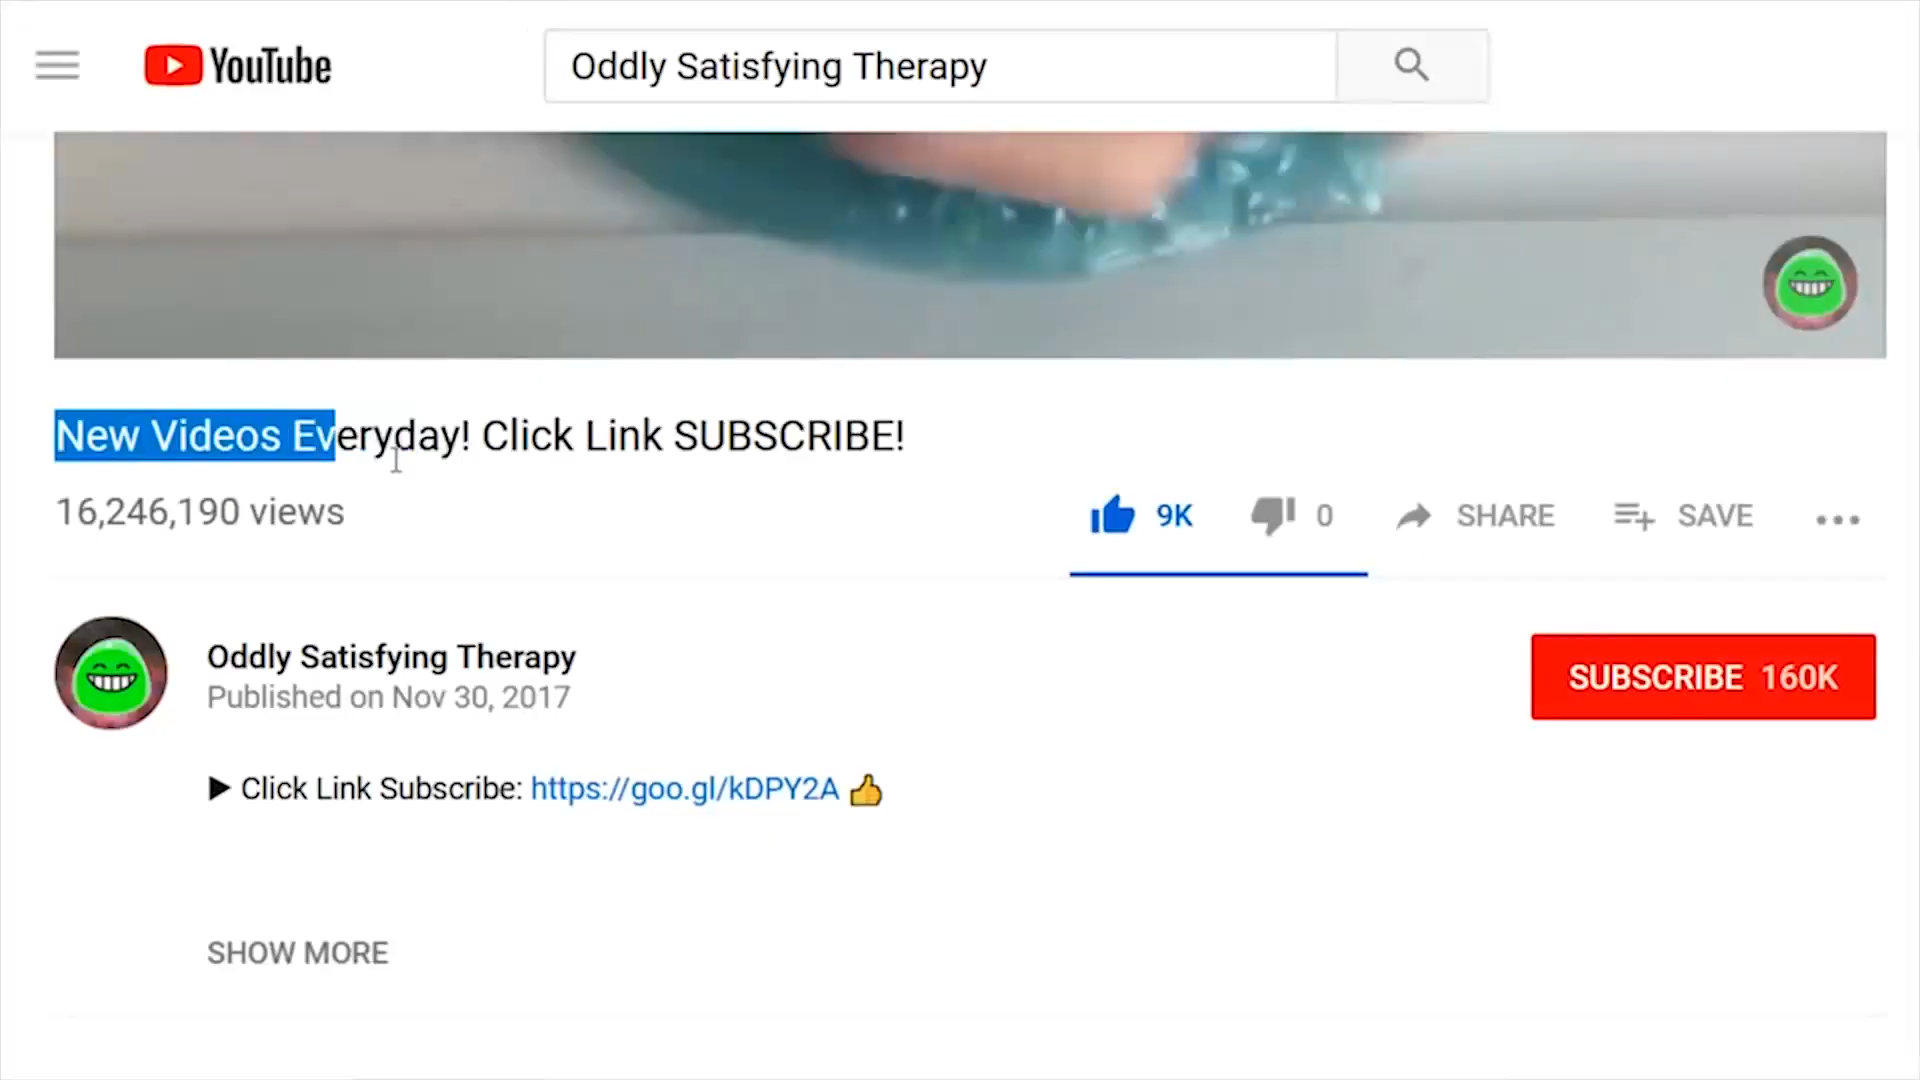 YouTube
Oddly Satisfying Therapy
New Videos Everyday! Click Link SUBSCRIBE!
16,246,190 views
9K 0 SHARE SAVE
Oddly Satisfying Therapy
Published on Nov 30, 2017
SUBSCRIBE 160K
▶ Click Link Subscribe: https://goo.gl/kDPY2A 👍
SHOW MORE